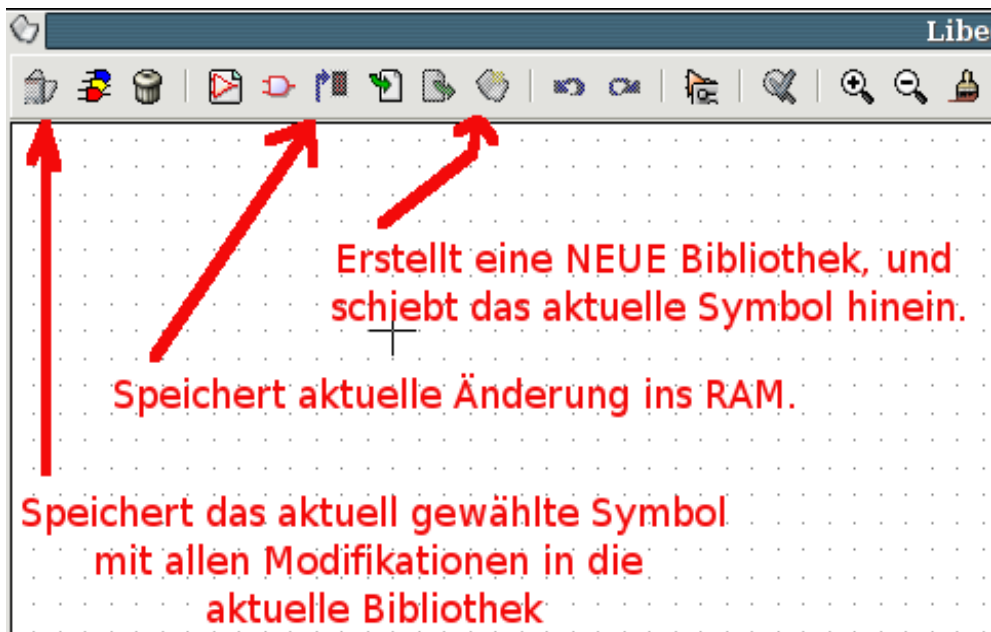 Libe
Erstellt eine NEUE Bibliothek, und
schiebt das aktuelle Symbol hinein.
Speichert aktuelle Änderung ins RAM.
Speichert das aktuell gewählte Symbol
mit allen Modifikationen in die
aktuelle Bibliothek